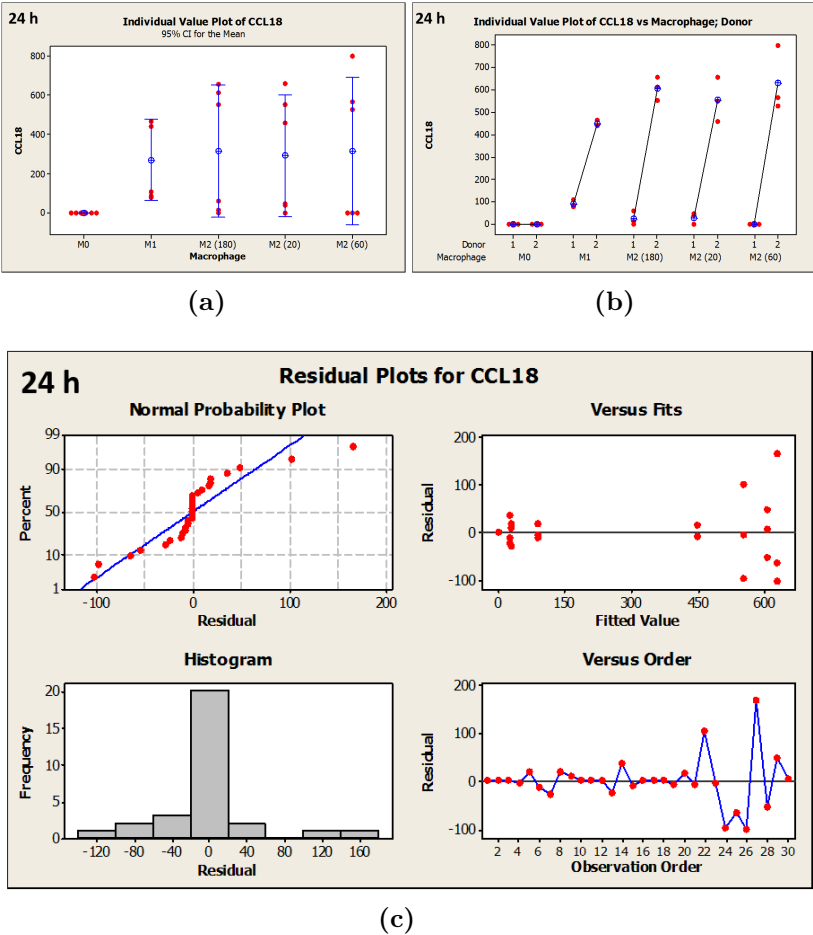 24 h
Individual Value Plot of CCL18
95% CI for the Mean
800
600
400
200
0
CCL18
M0 M1 M2 (180) M2 (20) M2 (60)
Macrophage
(a)
24 h
Individual Value Plot of CCL18 vs Macrophage; Donor
800
700
600
500
400
300
200
100
0
CCL18
Donor 1 2 1 2 1 2 1 2 1 2
Macrophage M0 M1 M2 (180) M2 (20) M2 (60)
(b)
24 h
Residual Plots for CCL18
Normal Probability Plot
99
90
50
10
1
Percent
-100 0 100 200
Residual
Versus Fits
200
100
0
-100
Residual
0 150 300 450 600
Fitted Value
Histogram
20
15
10
5
0
Frequency
-120 -80 -40 0 40 80 120 160
Residual
Versus Order
200
100
0
-100
Residual
2 4 6 8 10 12 14 16 18 20 22 24 26 28 30
Observation Order
(c)